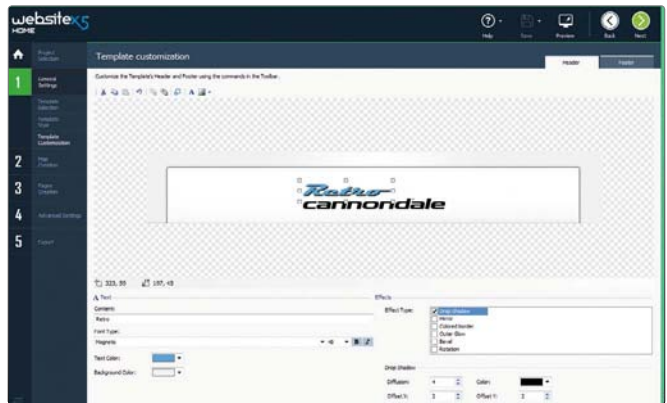 websitex5
HOME
Help
Save
Preview
Back
Next
Project
Selection
Template customization
Header
Footer
1
General
Settings
Customize the Template's Header and Footer using the commands in the Toolbar.
Template
Selection
Template
Style
Template
Customization
2
Map
Creation
3
Pages
Creation
4
Advanced Settings
5
Export
Retro
cannondale
323, 55
197, 45
A Text
Content:
Retro
Font Type:
Magneto
B I
Text Color:
Background Color:
Effects
Effect Type:
Drop Shadow
Mirror
Colored border
Outer Glow
Bevel
Rotation
Drop Shadow
Diffusion:
4
Color:
Offset X:
3
Offset Y:
3